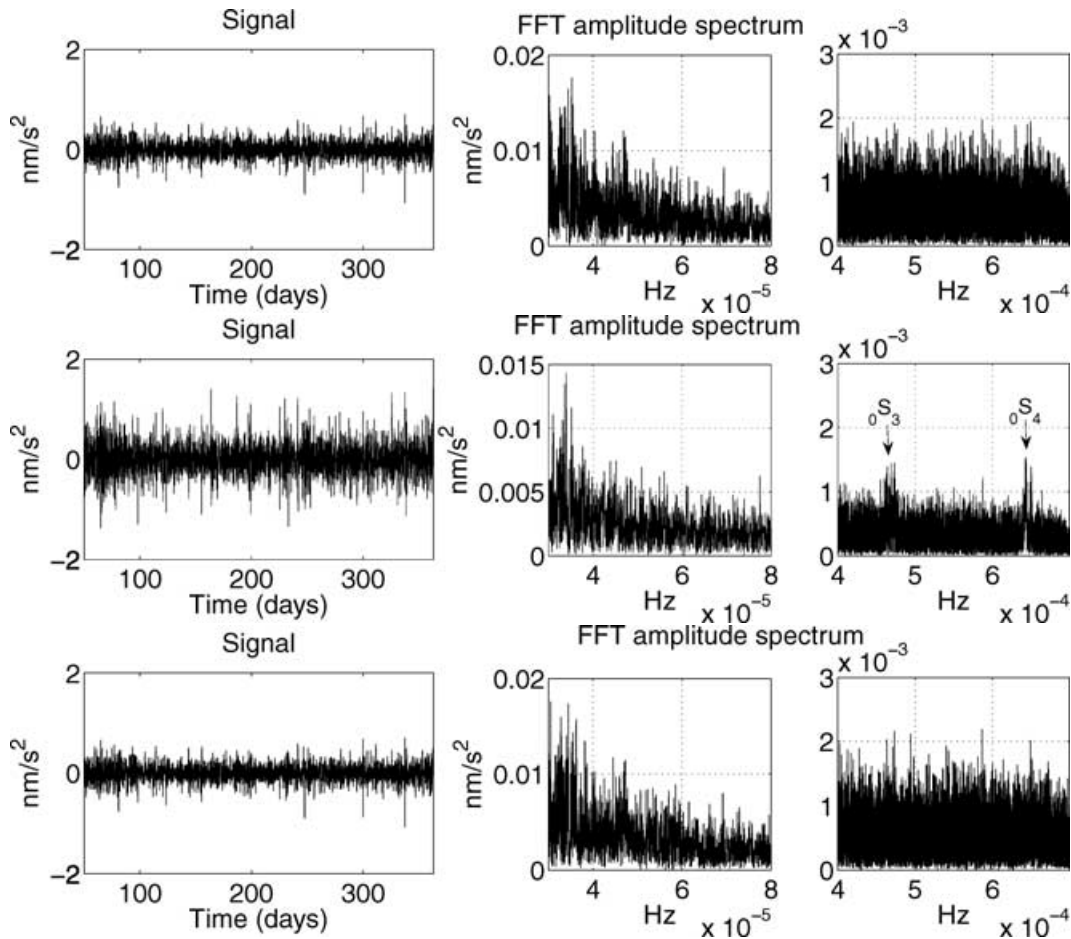 Signal
2
0
−2
nm/s²
100 200 300
Time (days)
FFT amplitude spectrum
0.02
0.01
0
nm/s²
4 6 8
Hz x 10⁻⁵
x 10⁻³
3
2
1
0
4 5 6
Hz x 10⁻⁴
Signal
2
0
−2
nm/s²
100 200 300
Time (days)
FFT amplitude spectrum
0.015
0.01
0.005
0
nm/s²
4 6 8
Hz x 10⁻⁵
x 10⁻³
3
2
1
0
₀S₃ ₀S₄
4 5 6
Hz x 10⁻⁴
Signal
2
0
−2
nm/s²
100 200 300
Time (days)
FFT amplitude spectrum
0.02
0.01
0
nm/s²
4 6 8
Hz x 10⁻⁵
x 10⁻³
3
2
1
0
4 5 6
Hz x 10⁻⁴